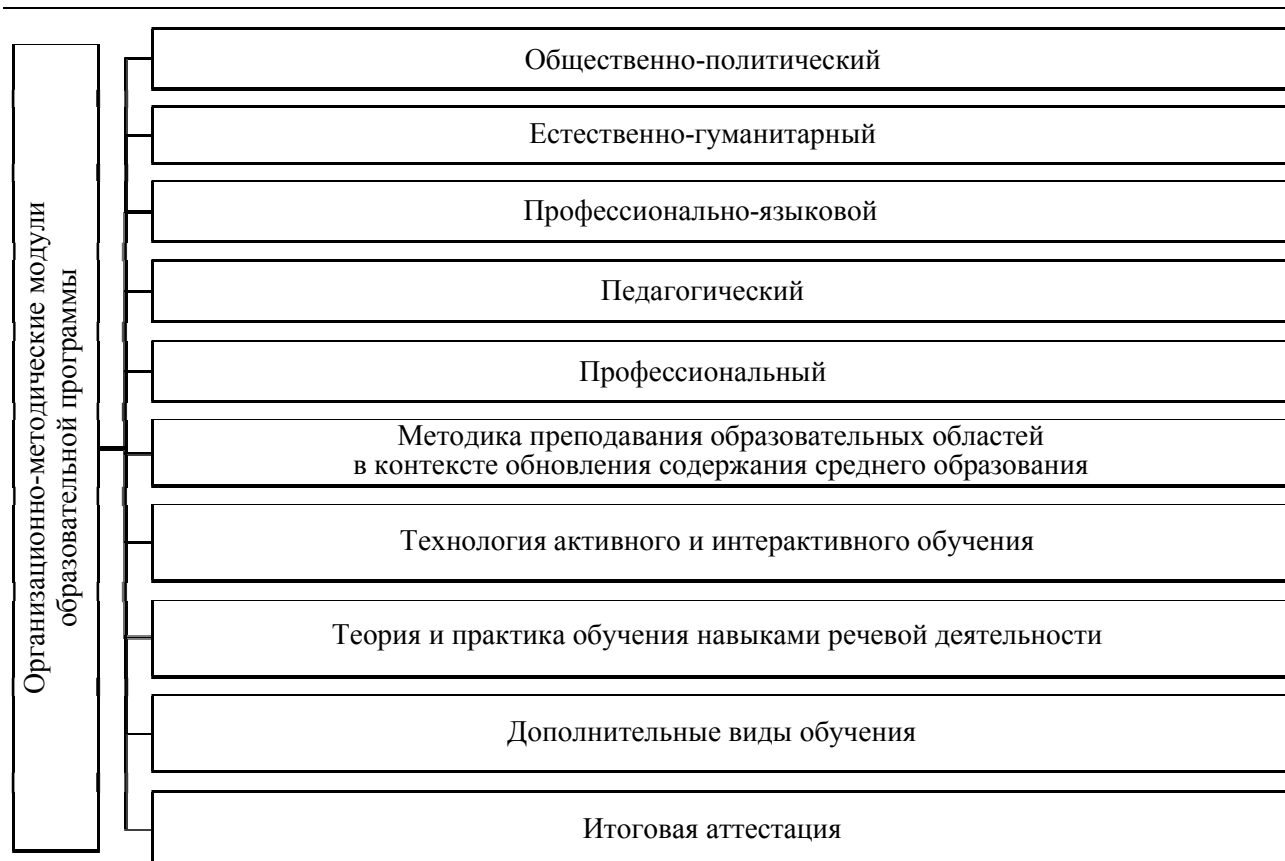 Организационно-методические модули
образовательной программы
Общественно-политический
Естественно-гуманитарный
Профессионально-языковой
Педагогический
Профессиональный
Методика преподавания образовательных областей
в контексте обновления содержания среднего образования
Технология активного и интерактивного обучения
Теория и практика обучения навыками речевой деятельности
Дополнительные виды обучения
Итоговая аттестация